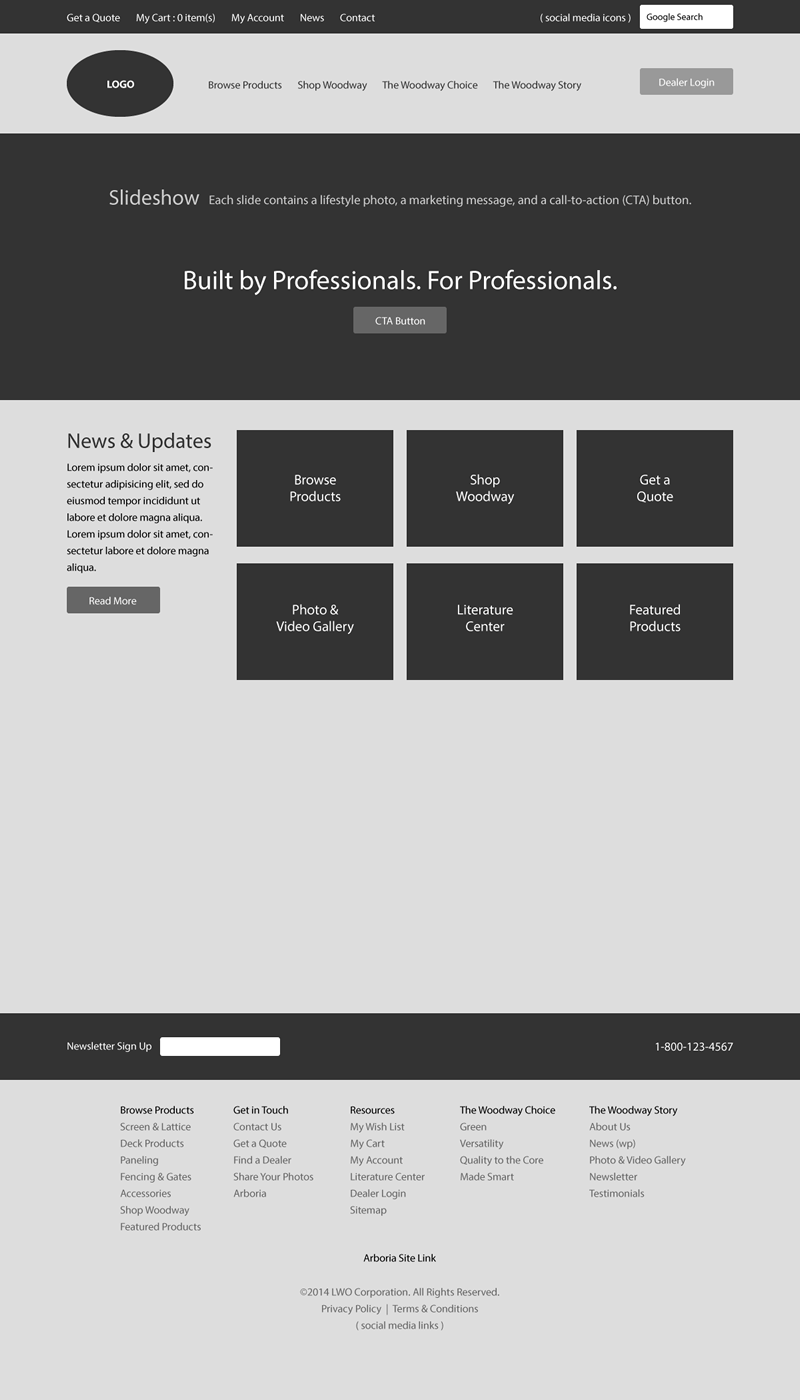 Get a Quote My Cart : 0 item(s) My Account News Contact ( social media icons ) Google Search
LOGO Browse Products Shop Woodway The Woodway Choice The Woodway Story Dealer Login
Slideshow Each slide contains a lifestyle photo, a marketing message, and a call-to-action (CTA) button.
Built by Professionals. For Professionals.
CTA Button
News & Updates
Lorem ipsum dolor sit amet, con-
sectetur adipisicing elit, sed do
eiusmod tempor incididunt ut
labore et dolore magna aliqua.
Lorem ipsum dolor sit amet, con-
sectetur labore et dolore magna
aliqua.
Read More
Browse
Products
Shop
Woodway
Get a
Quote
Photo &
Video Gallery
Literature
Center
Featured
Products
Newsletter Sign Up 1-800-123-4567
Browse Products
Screen & Lattice
Deck Products
Paneling
Fencing & Gates
Accessories
Shop Woodway
Featured Products
Get in Touch
Contact Us
Get a Quote
Find a Dealer
Share Your Photos
Arboria
Resources
My Wish List
My Cart
My Account
Literature Center
Dealer Login
Sitemap
The Woodway Choice
Green
Versatility
Quality to the Core
Made Smart
The Woodway Story
About Us
News (wp)
Photo & Video Gallery
Newsletter
Testimonials
Arboria Site Link
©2014 LWO Corporation. All Rights Reserved.
Privacy Policy | Terms & Conditions
( social media links )